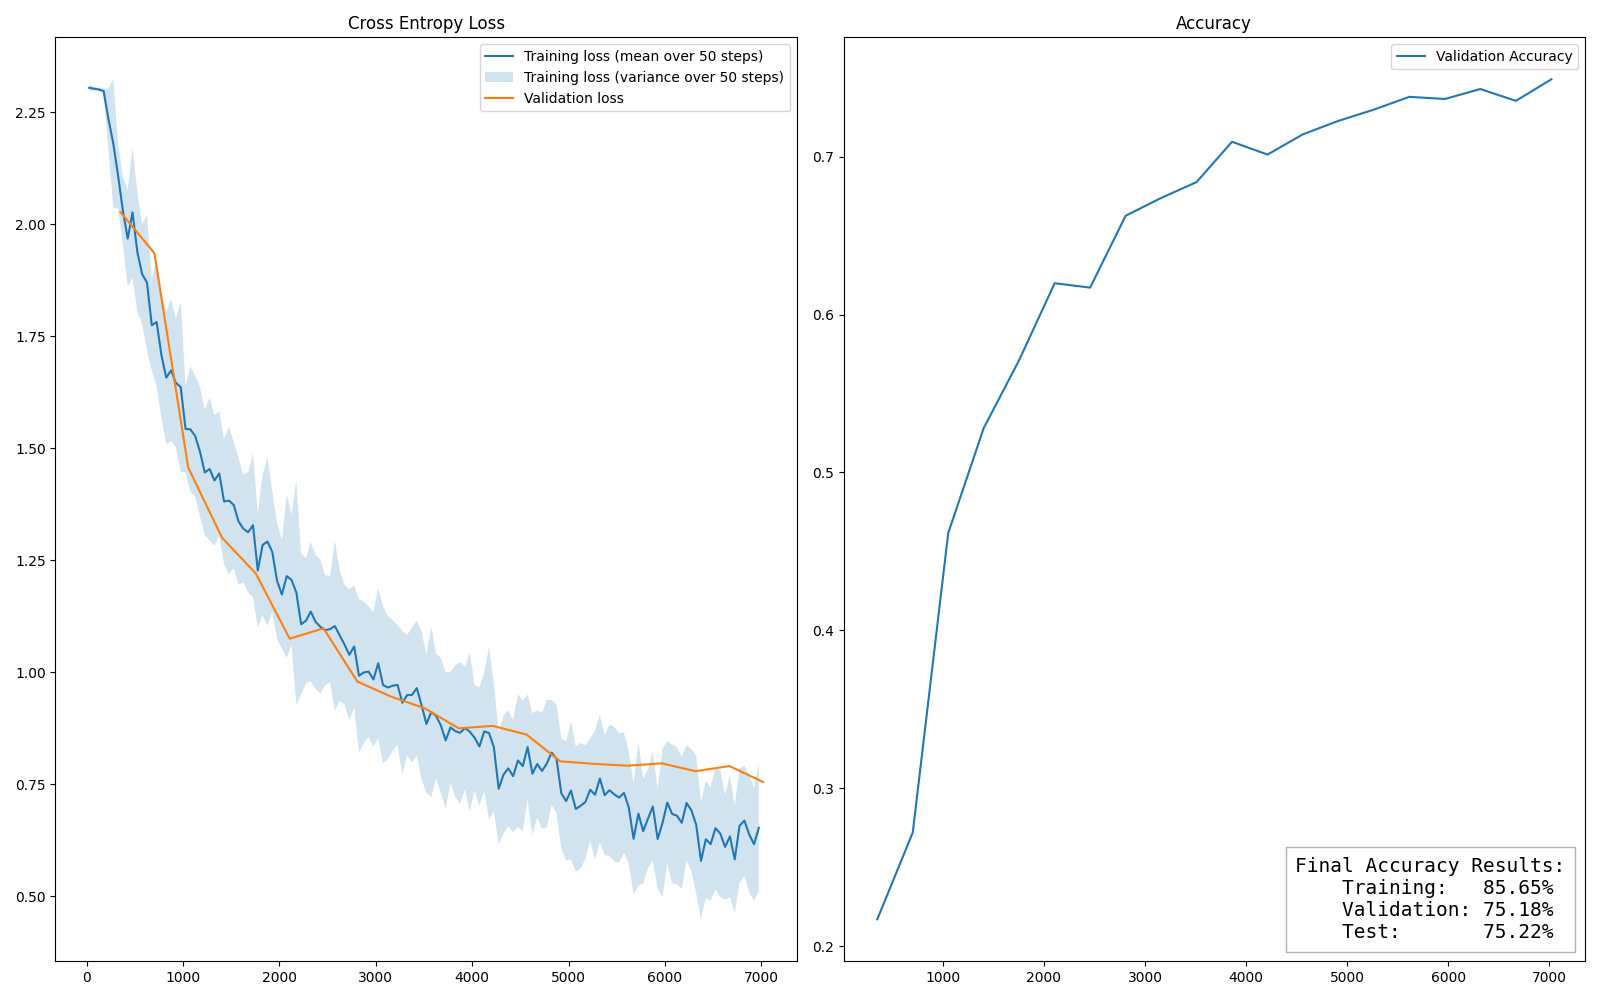 Cross Entropy Loss
Training loss (mean over 50 steps)
Training loss (variance over 50 steps)
Validation loss
2.25
2.00
1.75
1.50
1.25
1.00
0.75
0.50
0 1000 2000 3000 4000 5000 6000 7000
Accuracy
Validation Accuracy
0.7
0.6
0.5
0.4
0.3
0.2
Final Accuracy Results:
Training: 85.65%
Validation: 75.18%
Test: 75.22%
1000 2000 3000 4000 5000 6000 7000